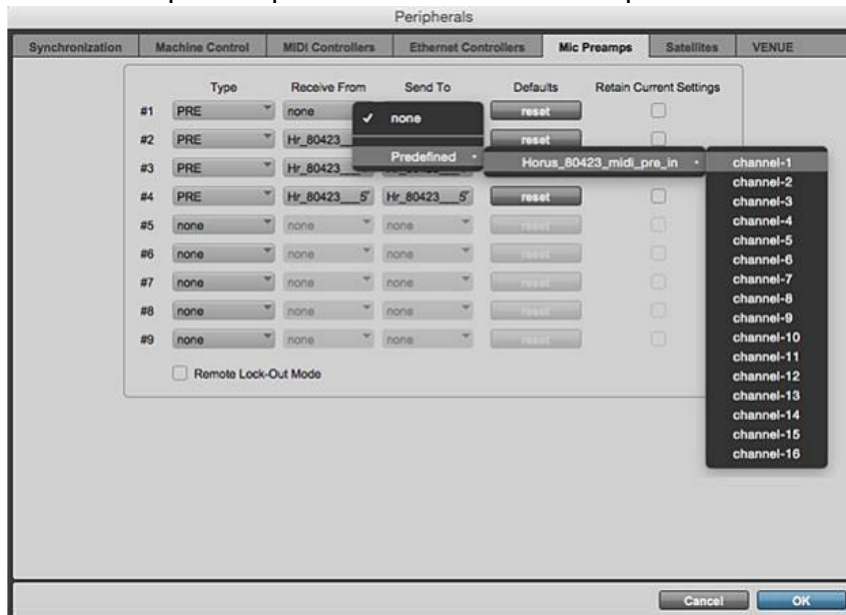 Peripherals
Synchronization Machine Control MIDI Controllers Ethernet Controllers Mic Preamps Satellites VENUE
Type Receive From Send To Defaults Retain Current Settings
#1 PRE none ✓ none reset
#2 PRE Hr_80423 reset
#3 PRE Hr_80423 Predefined Horus_80423_midi_pre_in channel-1
channel-2
#4 PRE Hr_80423___5 Hr_80423___5 reset channel-3
channel-4
#5 none none none reset channel-5
#6 none none none reset channel-6
#7 none none none reset channel-7
channel-8
#8 none none none reset channel-9
#9 none none none reset channel-10
channel-11
Remote Lock-Out Mode channel-12
channel-13
channel-14
channel-15
channel-16
Cancel OK